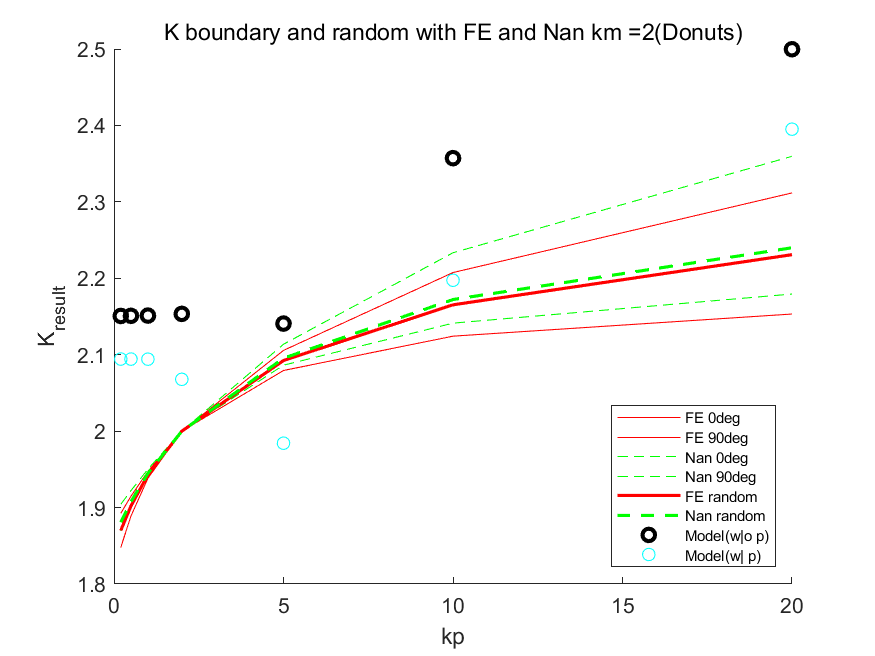 K boundary and random with FE and Nan km =2(Donuts)
2.5
2.4
2.3
2.2
2.1
2
1.9
1.8
K_result
0 5 10 15 20
kp
FE 0deg
FE 90deg
Nan 0deg
Nan 90deg
FE random
Nan random
Model(w|o p)
Model(w| p)